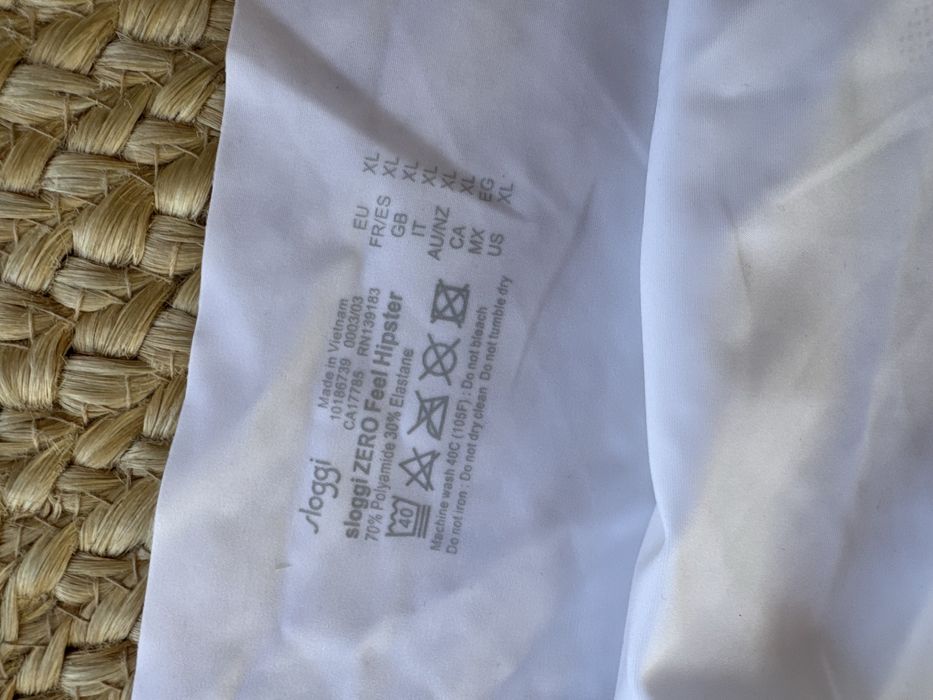 sloggi
Made in Vietnam
10186739 0003/03
CA17785 RN139183
sloggi ZERO Feel Hipster
70% Polyamide 30% Elastane
40
Machine wash 40C (105F) ; Do not bleach
Do not iron ; Do not dry clean Do not tumble dry
EU XL
FR/ES XL
GB XL
IT XL
AU/NZ XL
CA XL
MX EG
US XL